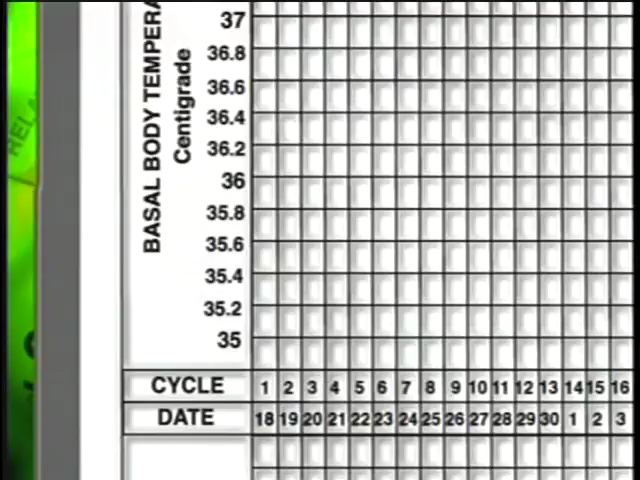 BASAL BODY TEMPERA
Centigrade
37
36.8
36.6
36.4
36.2
36
35.8
35.6
35.4
35.2
35
CYCLE 1 2 3 4 5 6 7 8 9 10 11 12 13 14 15 16
DATE 18 19 20 21 22 23 24 25 26 27 28 29 30 1 2 3